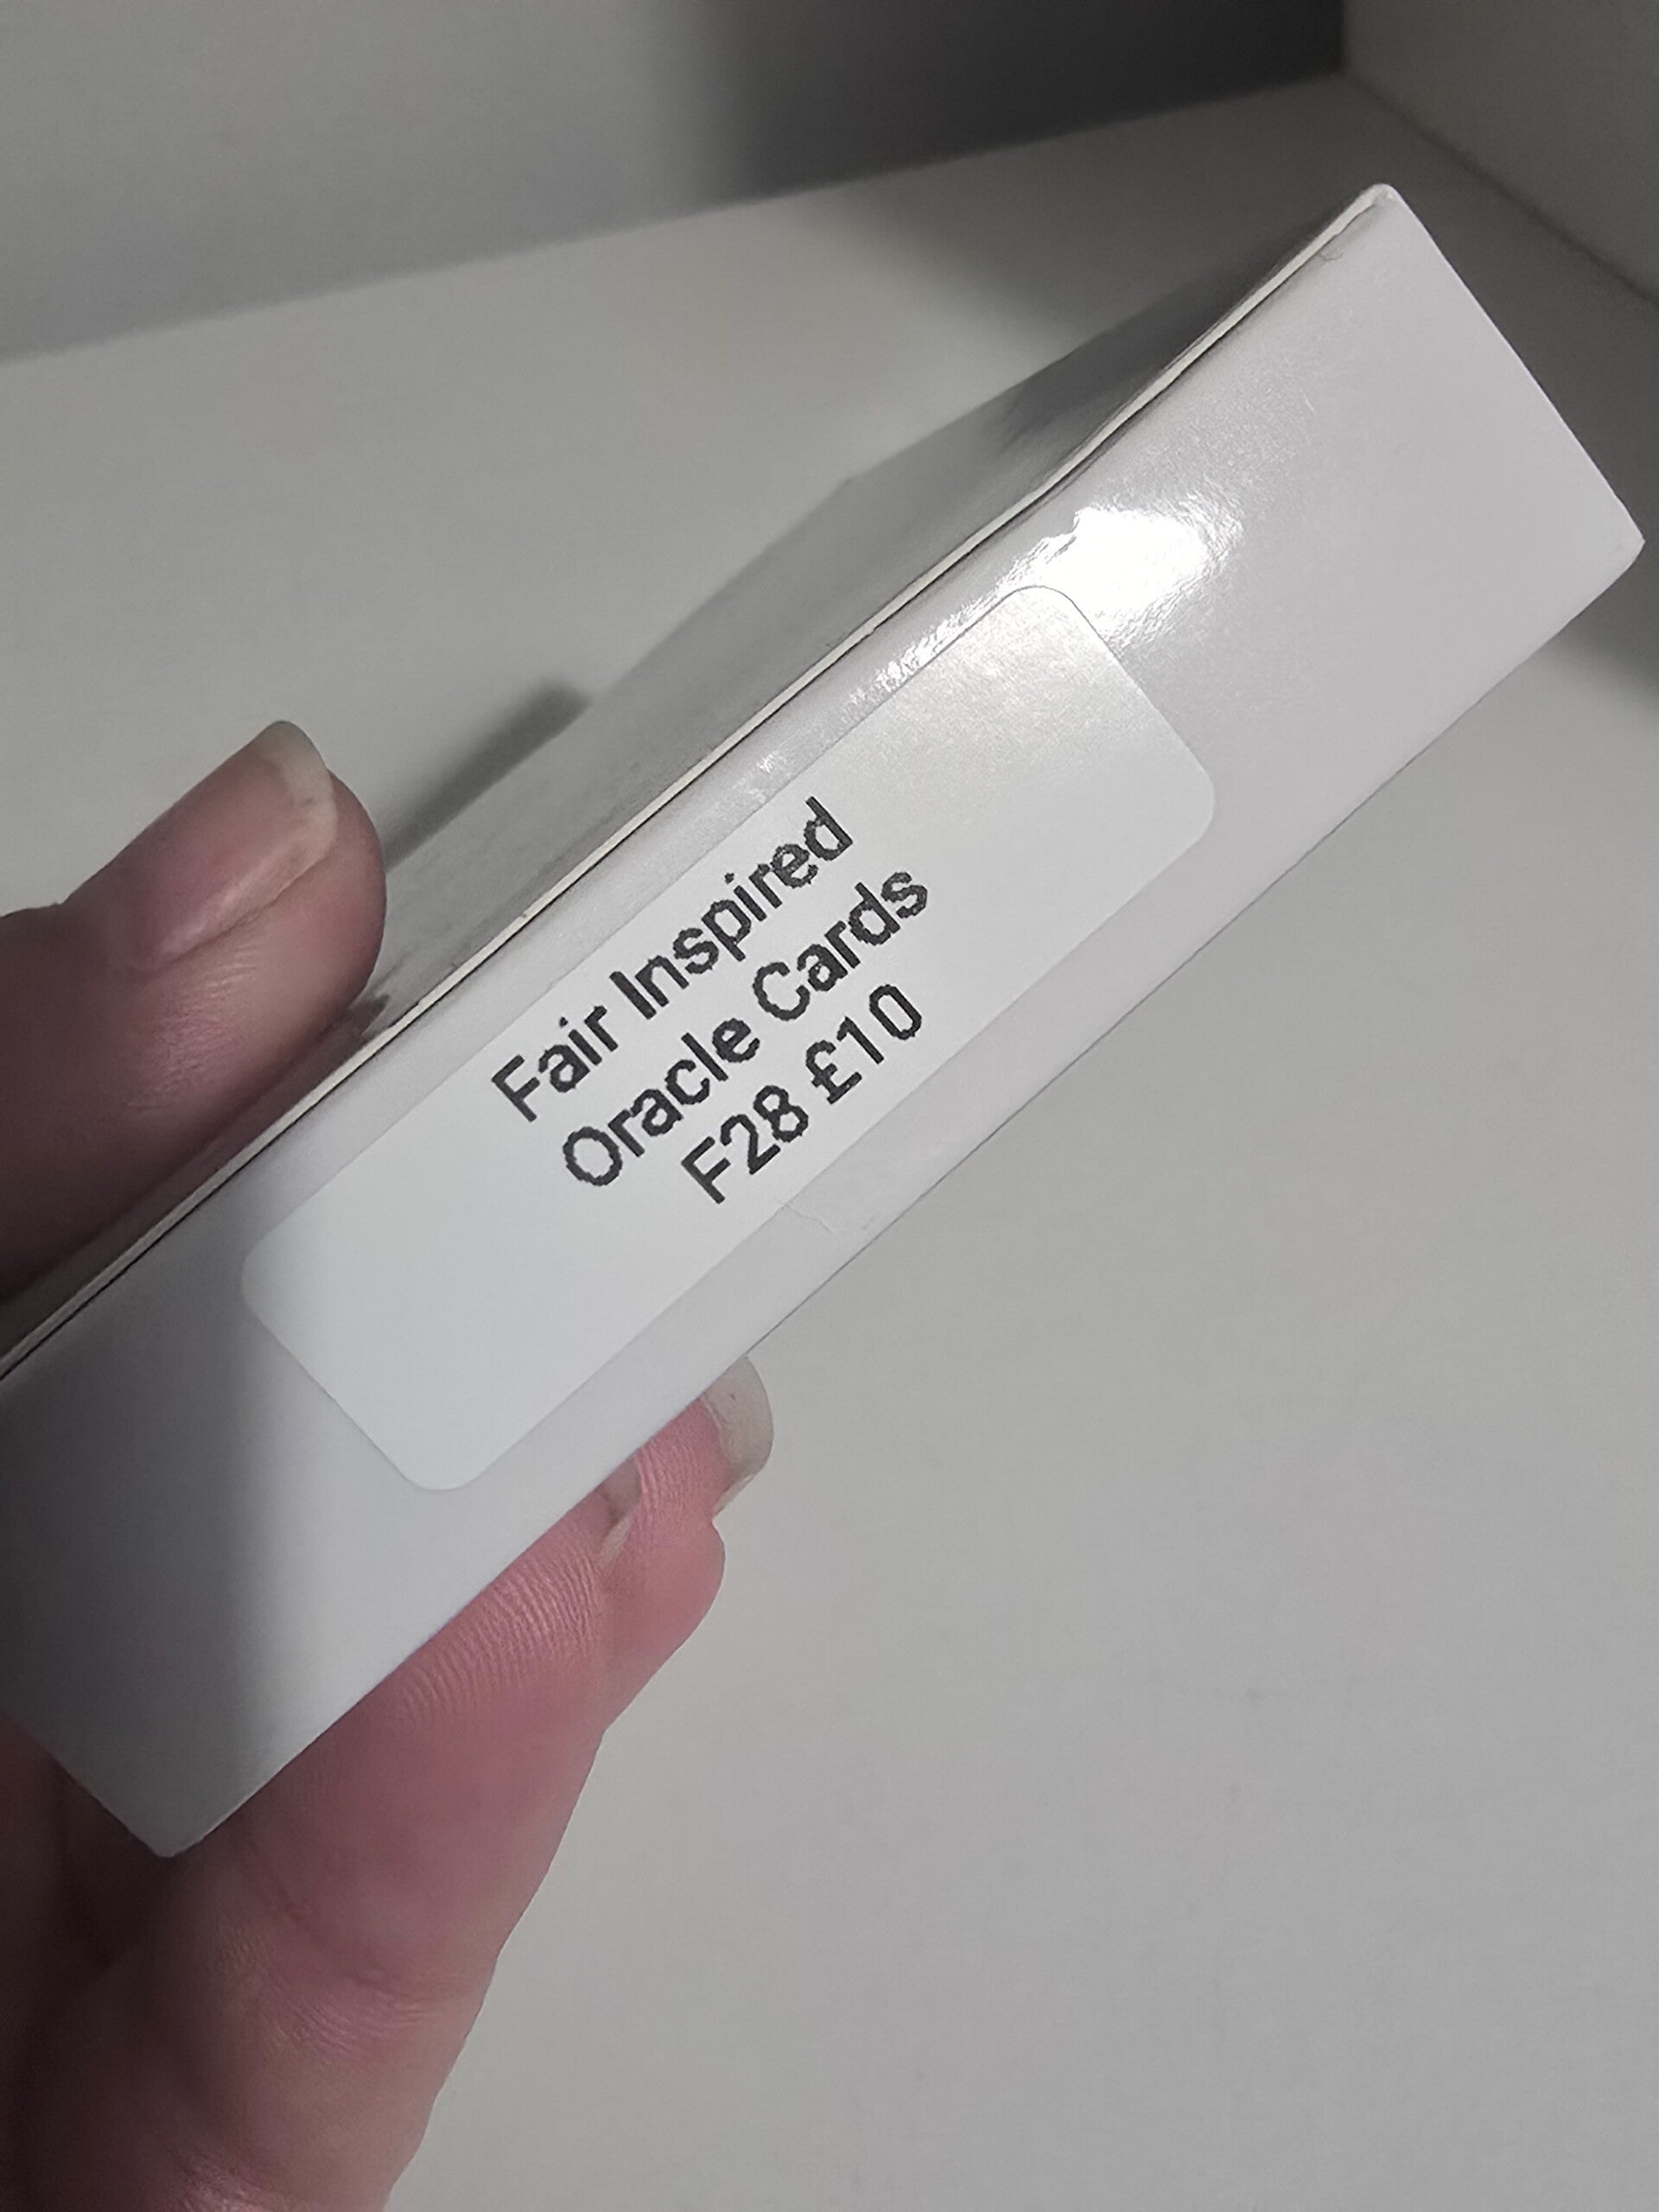 Fair Inspired
Oracle Cards
F28 £10